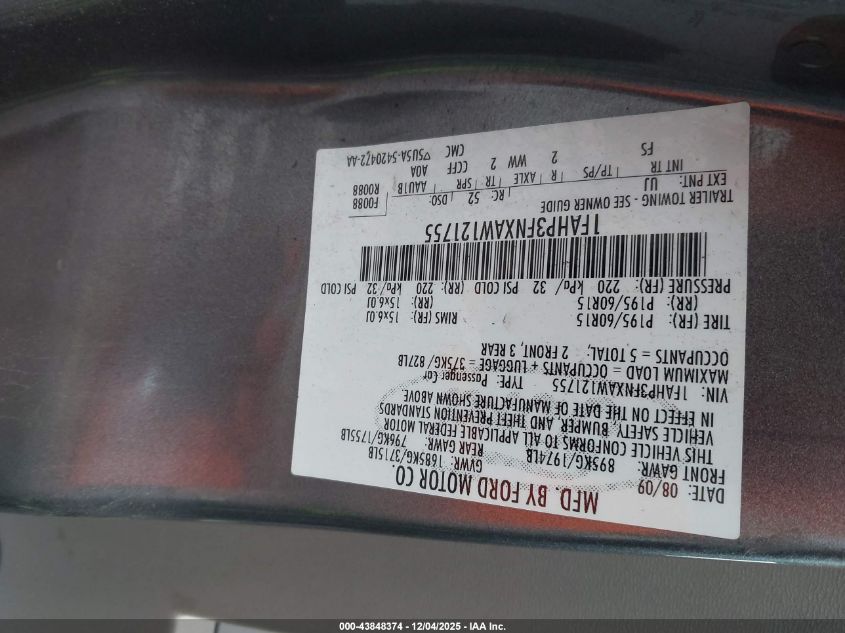 MFD. BY FORD MOTOR CO.
DATE: 08/09 GVWR: 1685KG/3715LB
FRONT GAWR: REAR GAWR:
895KG/1974LB 796KG/1755LB
THIS VEHICLE CONFORMS TO ALL APPLICABLE FEDERAL MOTOR
VEHICLE SAFETY, BUMPER, AND THEFT PREVENTION STANDARDS
IN EFFECT ON THE DATE OF MANUFACTURE SHOWN ABOVE
VIN: 1FAHP3FNXAW121755 TYPE: Passenger Car
MAXIMUM LOAD = OCCUPANTS + LUGGAGE = 375KG/ 827LB
OCCUPANTS = 5 TOTAL, 2 FRONT, 3 REAR
TIRE (FR): P195/60R15 RIMS (FR): 15x6.0J
(RR): P195/60R15 (RR): 15x6.0J
PRESSURE (FR): 220 kPa/ 32 PSI COLD (RR): 220 kPa/32 PSI COLD
1FAHP3FNXAW121755
TRAILER TOWING - SEE OWNER GUIDE
EXT PNT: UJ RC: 52 DSO: F0088 R0088
INT TR TP/PS R AXLE TR SPR AAU1B
FS 2 WW 2 CCFF A0A
CMC ▽5U5A-5420472-AA
000-43848374 - 12/04/2025 - IAA Inc.